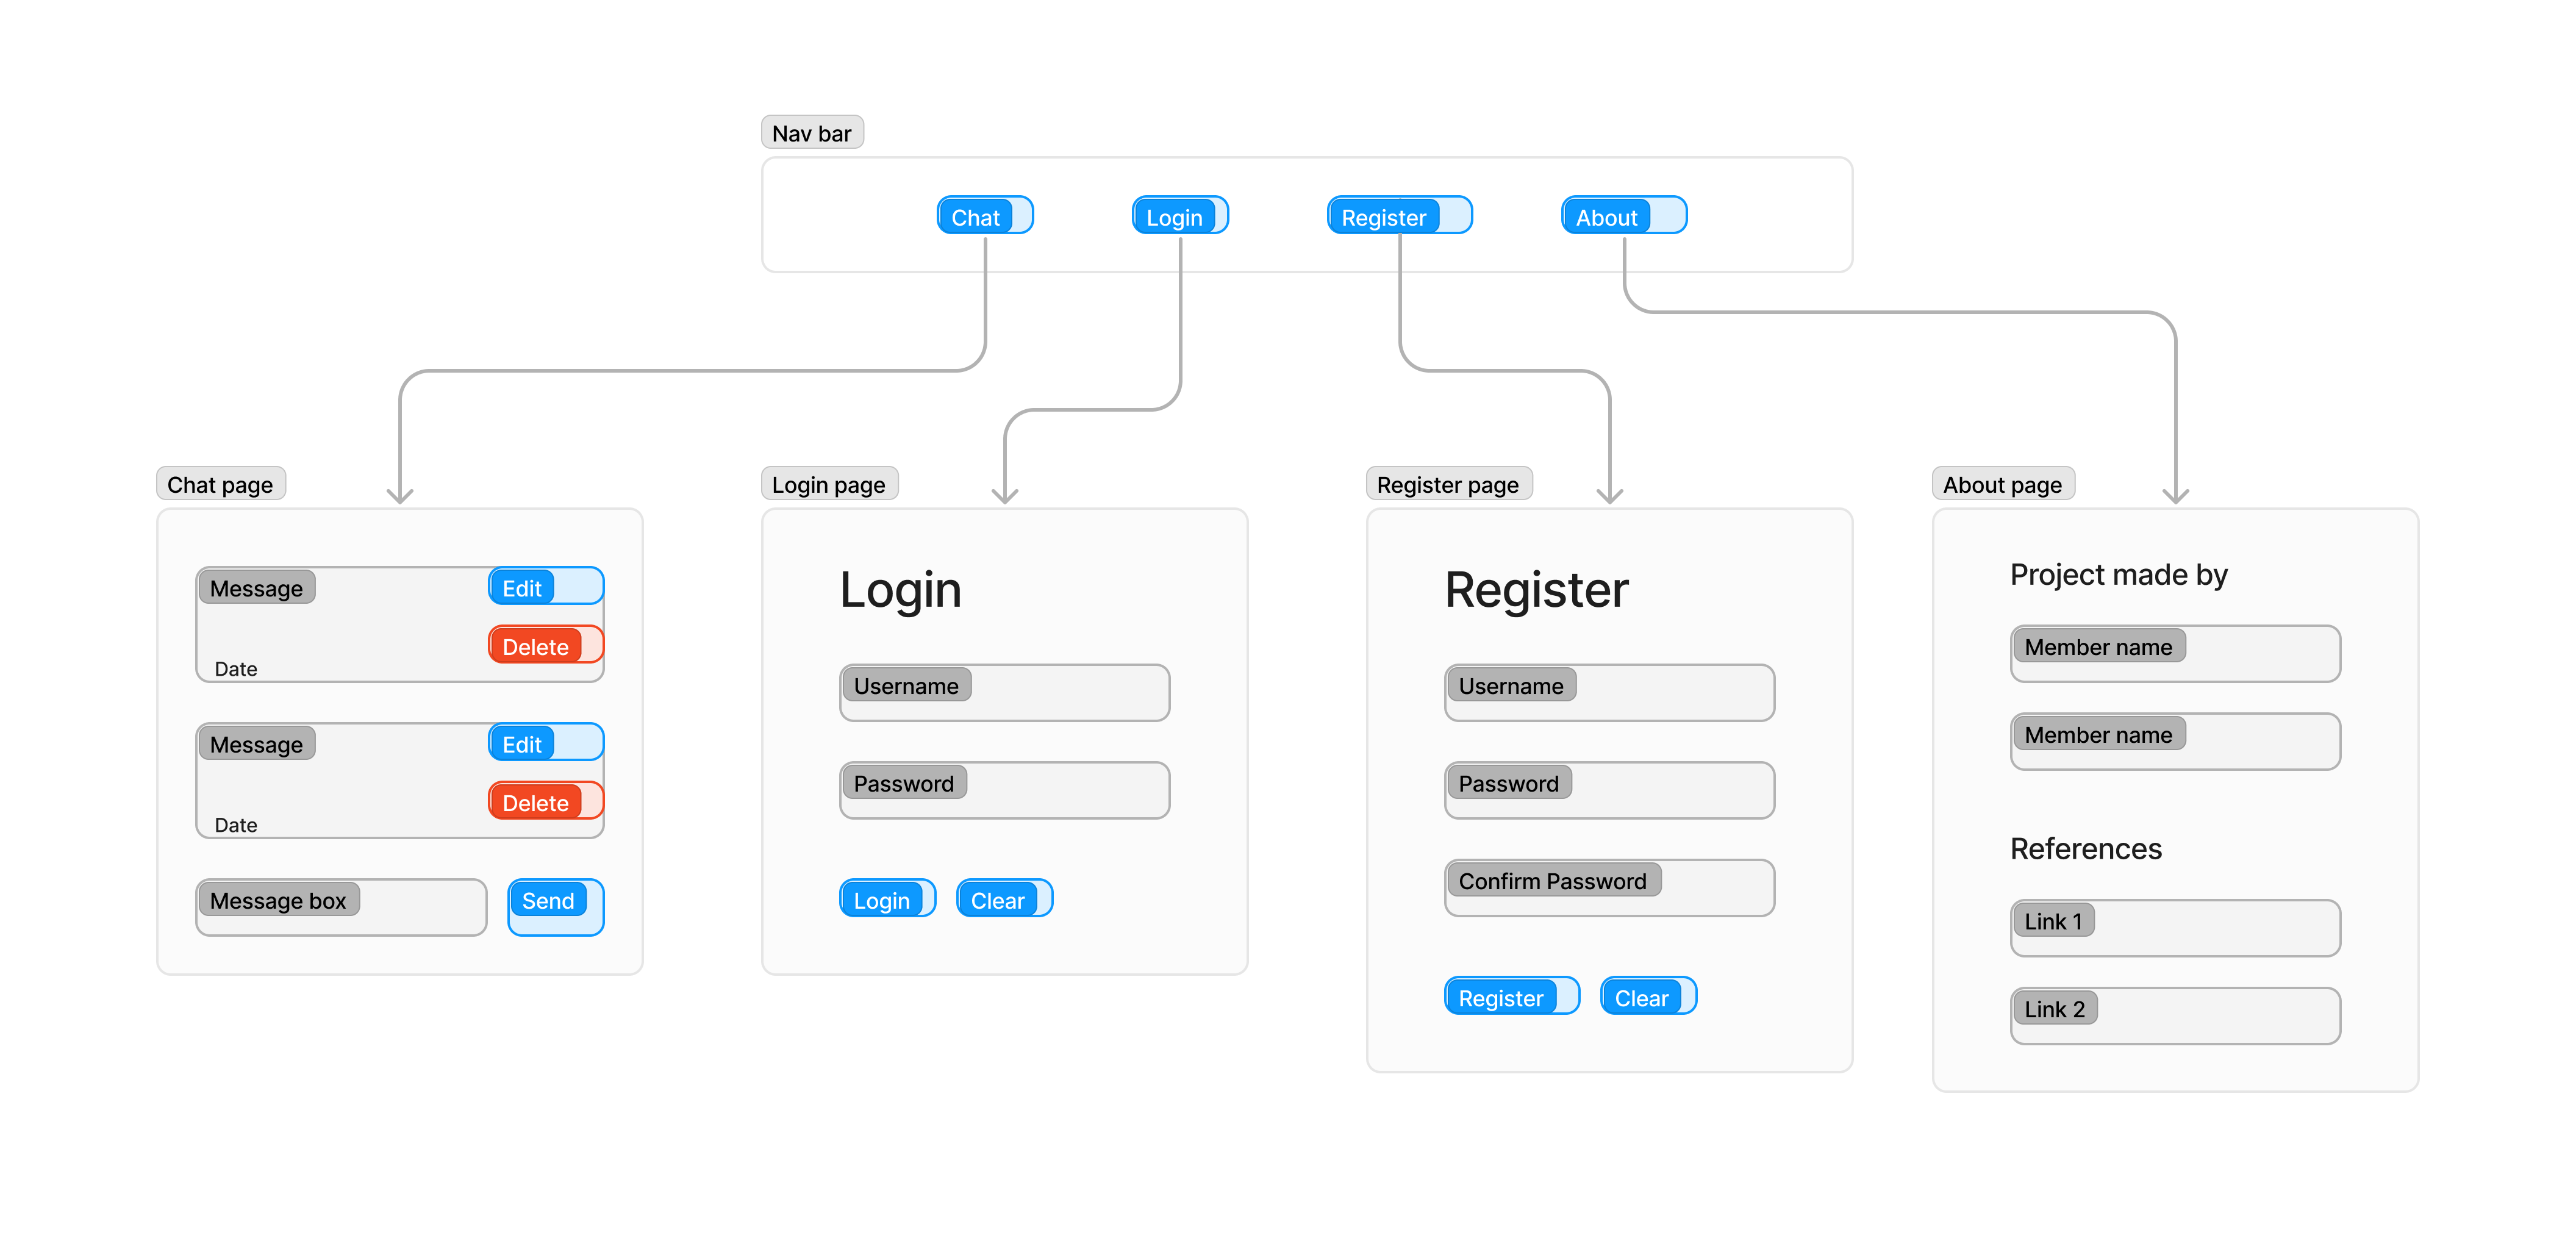 Nav bar
Chat
Login
Register
About
Chat page
Message
Edit
Delete
Date
Message
Edit
Delete
Date
Message box
Send
Login page
Login
Username
Password
Login
Clear
Register page
Register
Username
Password
Confirm Password
Register
Clear
About page
Project made by
Member name
Member name
References
Link 1
Link 2